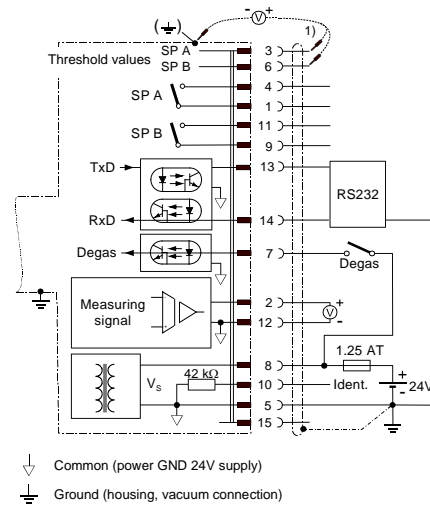 - V +
1)
( )
Threshold values
SP A 3
SP B 6
SP A
4
1
SP B
11
9
TxD 13
RxD 14
RS232
Degas 7
Degas
Measuring
signal
2
12
+
V
-
8
1.25 AT
VS
42 kΩ
10
Ident.
+
- 24V
5
15
Common (power GND 24V supply)
Ground (housing, vacuum connection)